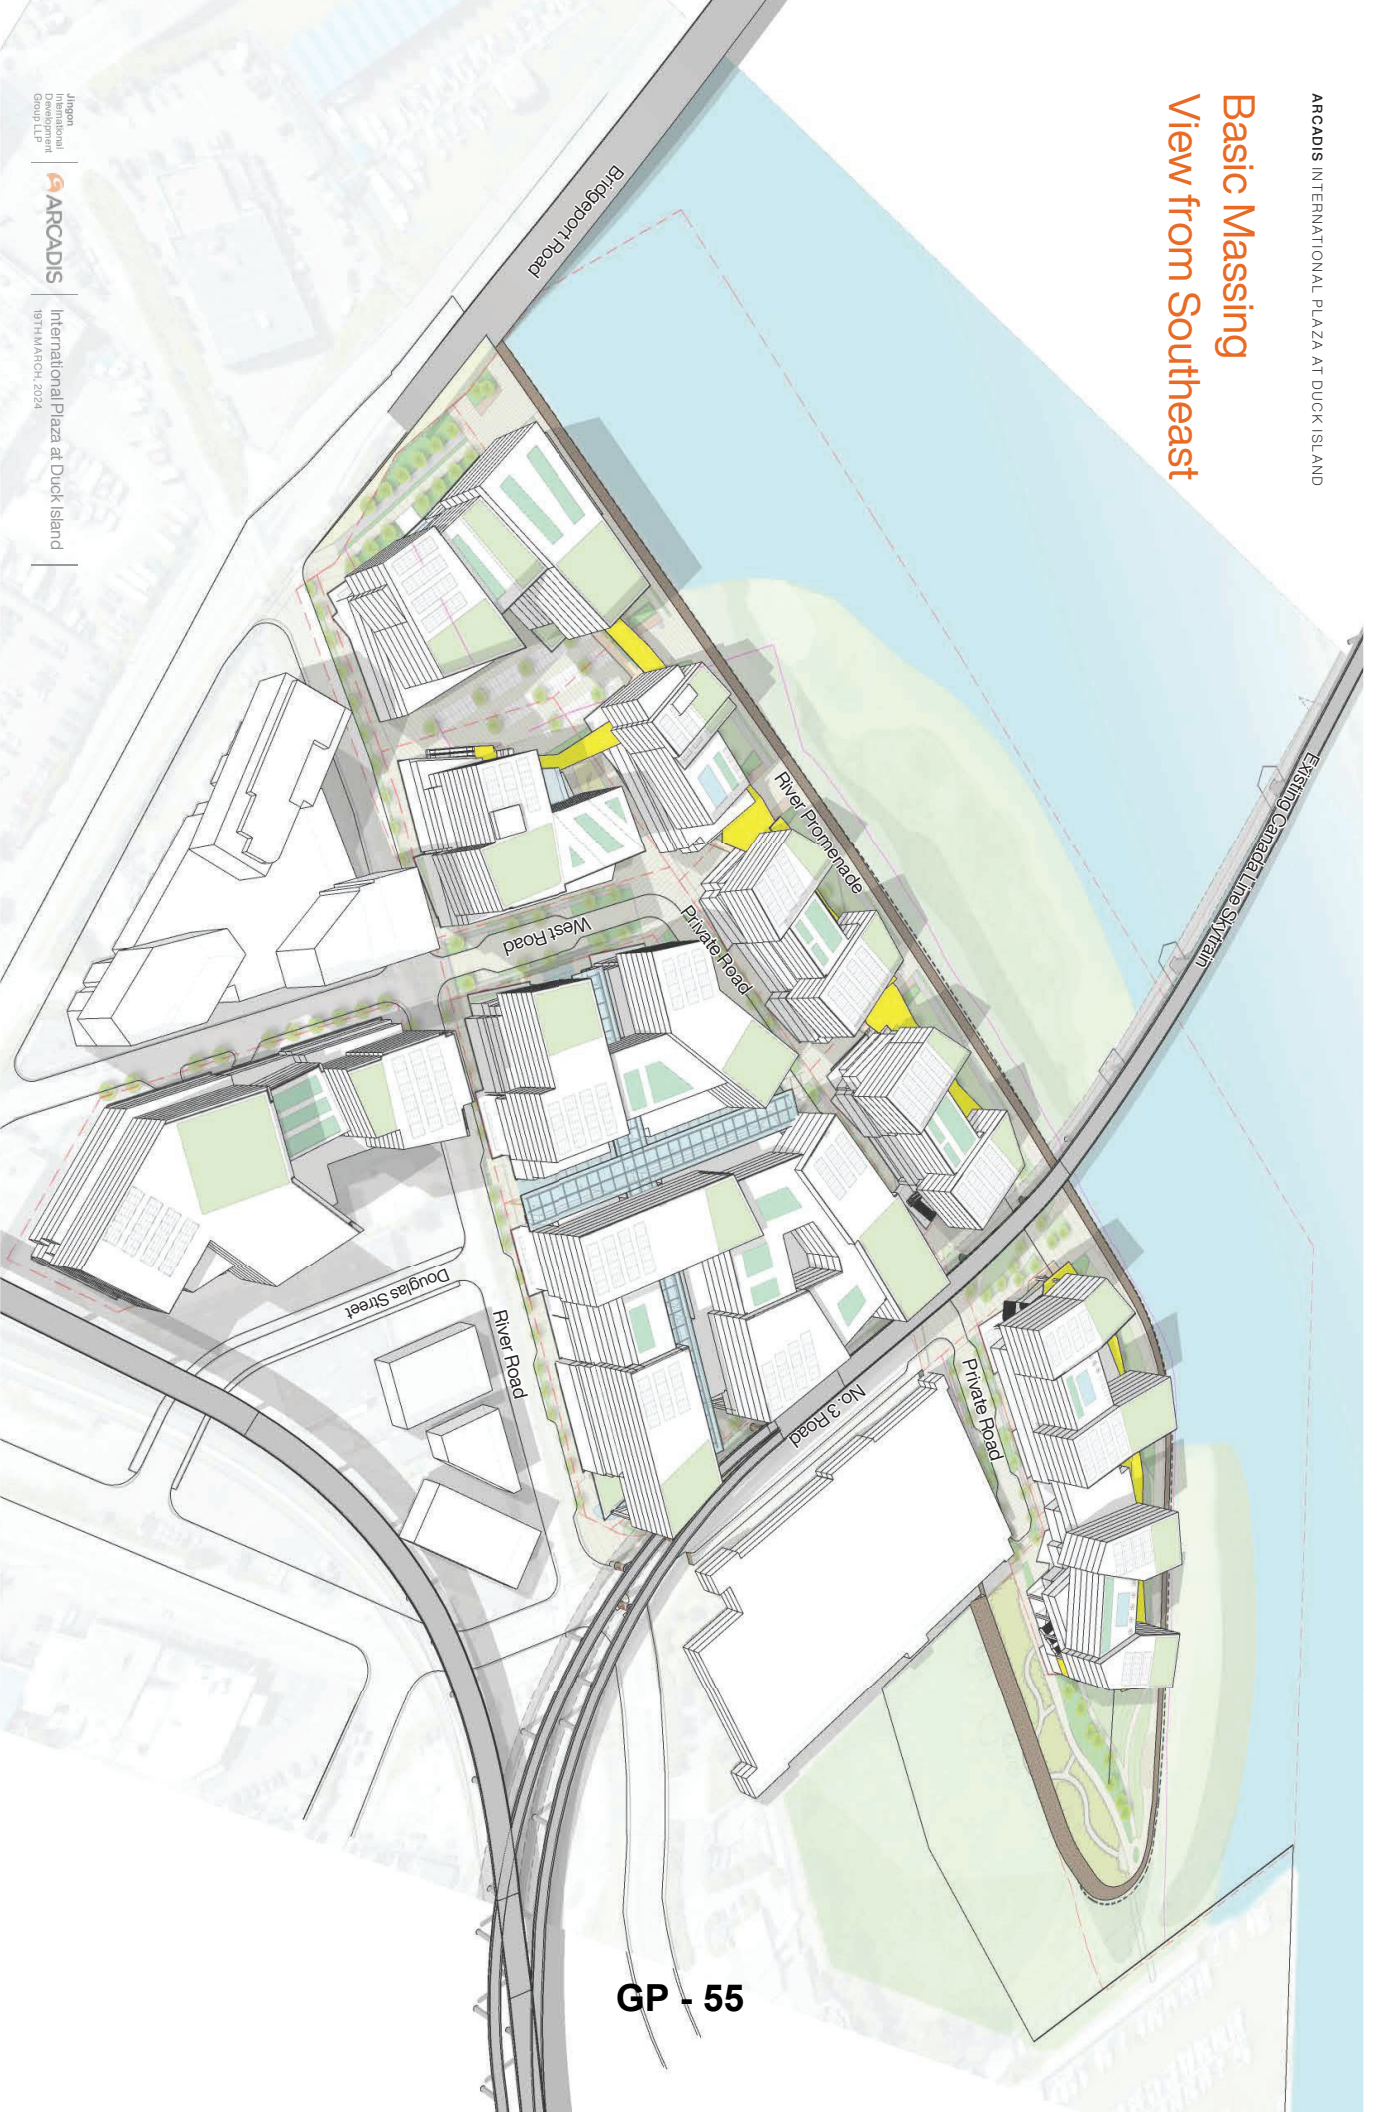 ARCADIS INTERNATIONAL PLAZA AT DUCK ISLAND
Basic Massing
View from Southeast
Bridgeport Road
Existing Canada Line Skytrain
River Promenade
Private Road
West Road
No. 3 Road
Private Road
River Road
Douglas Street
Jingon
International
Development
Group LLP
ARCADIS
International Plaza at Duck Island
19TH MARCH, 2024
GP - 55